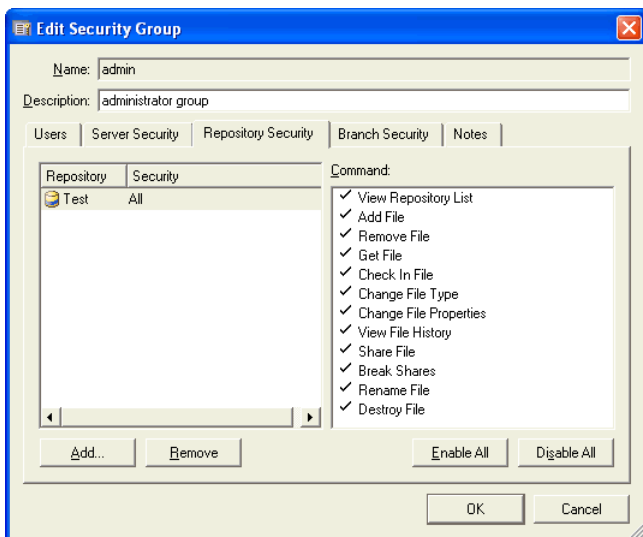 Edit Security Group
Name: admin
Description: administrator group
Users Server Security Repository Security Branch Security Notes
Repository Security
Test All
Command:
View Repository List
Add File
Remove File
Get File
Check In File
Change File Type
Change File Properties
View File History
Share File
Break Shares
Rename File
Destroy File
Add... Remove Enable All Disable All
OK Cancel